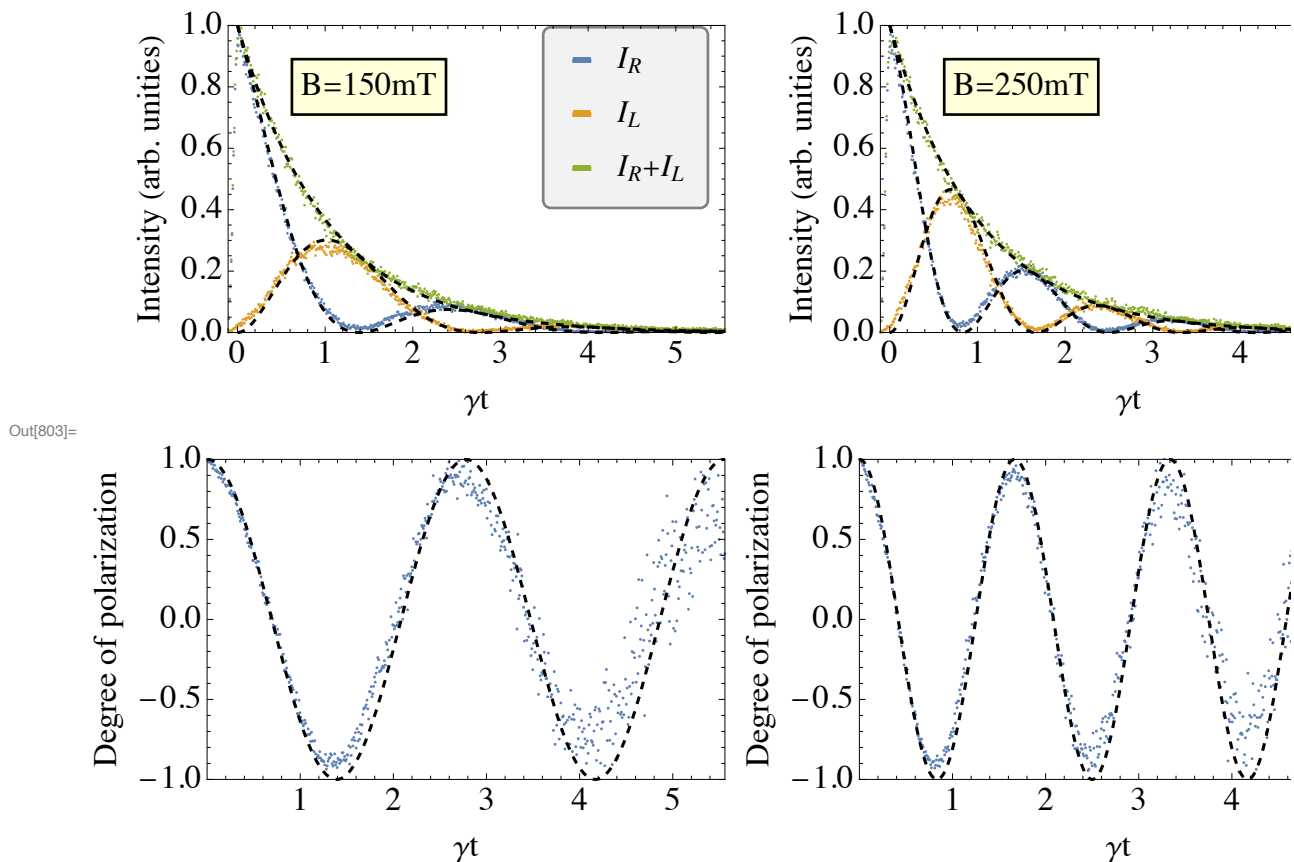 1.0
0.8
0.6
0.4
0.2
0.0
Intensity (arb. unities)
B=150mT
I_R
I_L
I_R+I_L
0 1 2 3 4 5
γt
1.0
0.8
0.6
0.4
0.2
0.0
Intensity (arb. unities)
B=250mT
0 1 2 3 4
γt
Out[803]=
1.0
0.5
0.0
−0.5
−1.0
Degree of polarization
1 2 3 4 5
γt
1.0
0.5
0.0
−0.5
−1.0
Degree of polarization
1 2 3 4
γt